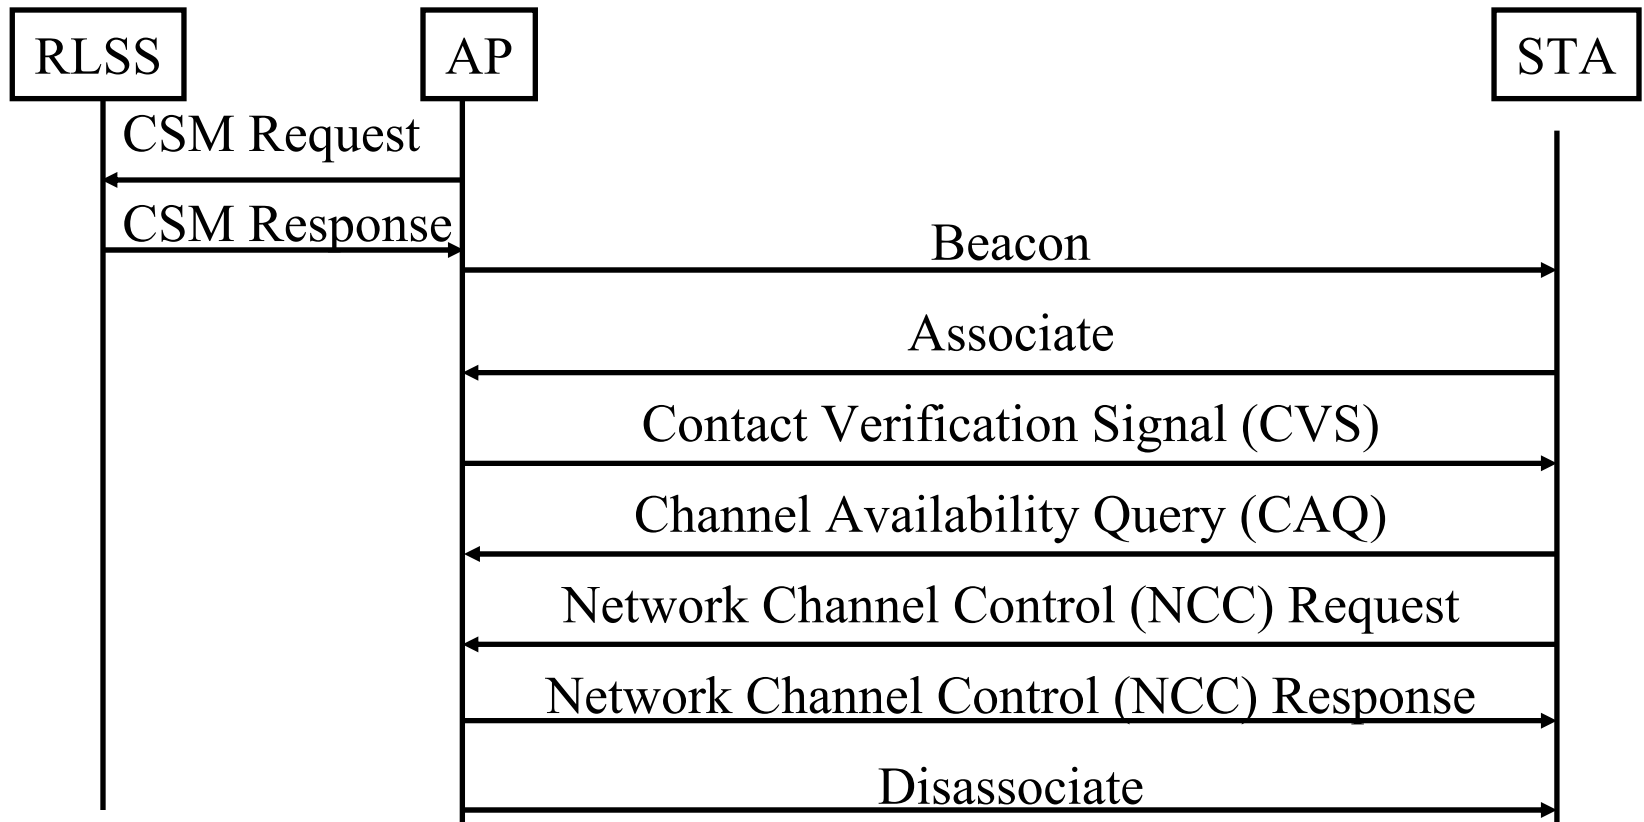 RLSS
AP
STA
CSM Request
CSM Response
Beacon
Associate
Contact Verification Signal (CVS)
Channel Availability Query (CAQ)
Network Channel Control (NCC) Request
Network Channel Control (NCC) Response
Disassociate